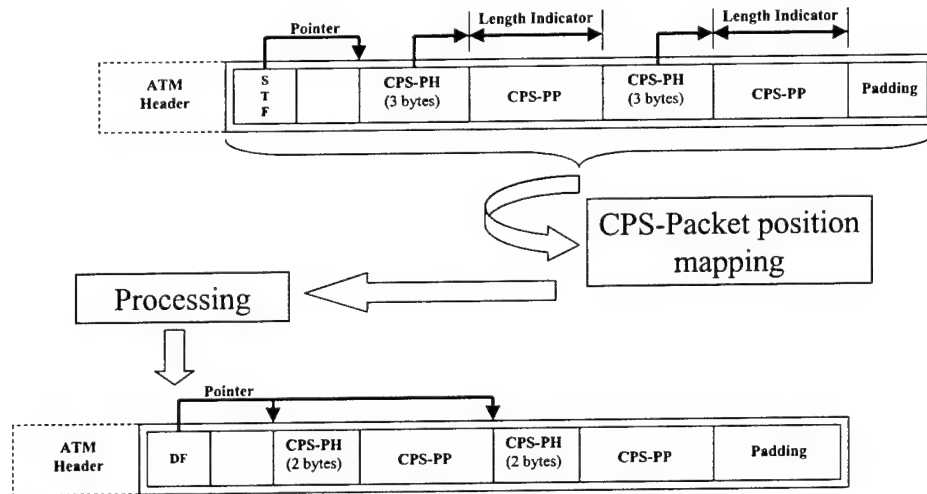 Length Indicator
Length Indicator
Pointer
ATM
Header
S
T
F
CPS-PH
(3 bytes)
CPS-PP
CPS-PH
(3 bytes)
CPS-PP
Padding
CPS-Packet position
mapping
Processing
Pointer
ATM
Header
DF
CPS-PH
(2 bytes)
CPS-PP
CPS-PH
(2 bytes)
CPS-PP
Padding